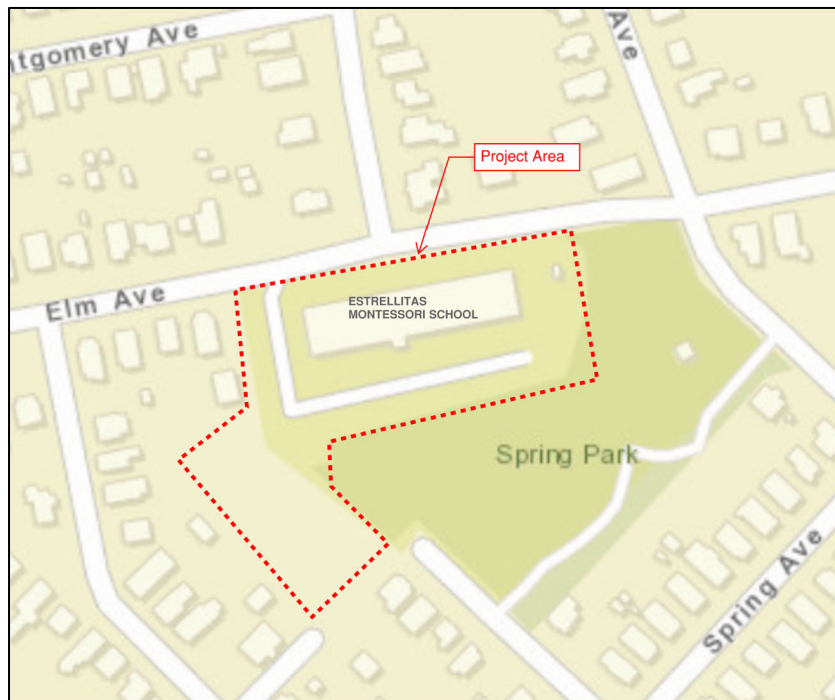 ntgomery Ave
Ave
Project Area
ESTRELLITAS
MONTESSORI SCHOOL
Elm Ave
Spring Park
Spring Ave